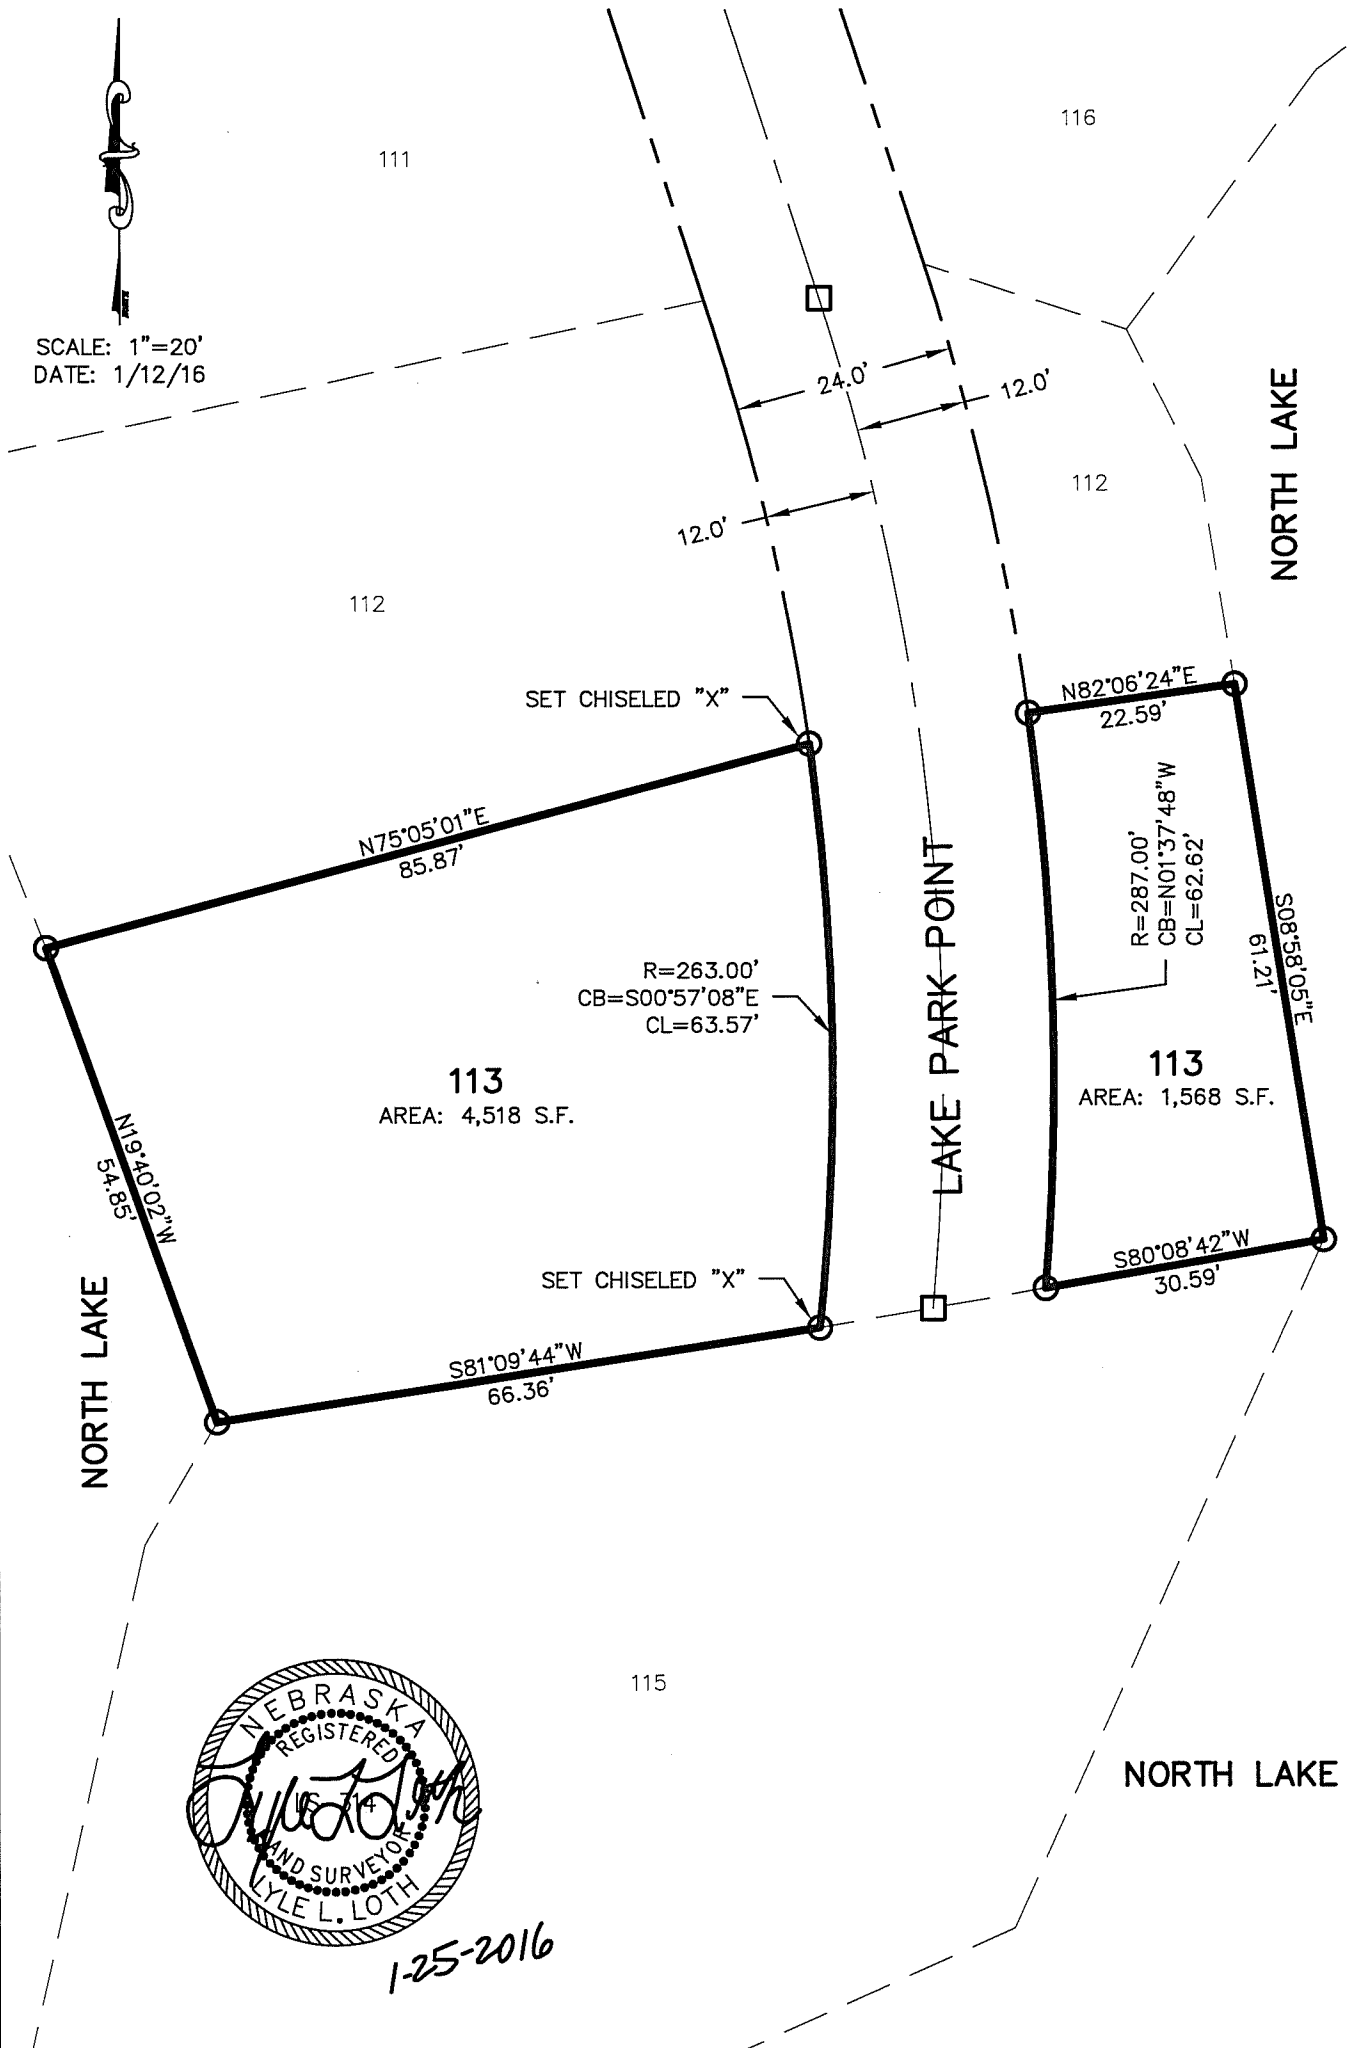 116
111
SCALE: 1"=20'
DATE: 1/12/16
24.0'
12.0'
NORTH LAKE
112
12.0'
112
SET CHISELED "X"
N82°06'24"E
22.59'
N75°05'01"E
85.87'
R=287.00'
CB=N01°37'48"W
CL=62.62'
S08°58'05"E
61.21'
R=263.00'
CB=S00°57'08"E
CL=63.57'
LAKE PARK POINT
113
AREA: 4,518 S.F.
113
AREA: 1,568 S.F.
N19°40'02"W
54.85'
SET CHISELED "X"
S80°08'42"W
30.59'
NORTH LAKE
S81°09'44"W
66.36'
115
NEBRASKA
REGISTERED
LS-314
LAND SURVEYOR
LYLE L. LOTH
Lyle L. Loth
1-25-2016
NORTH LAKE